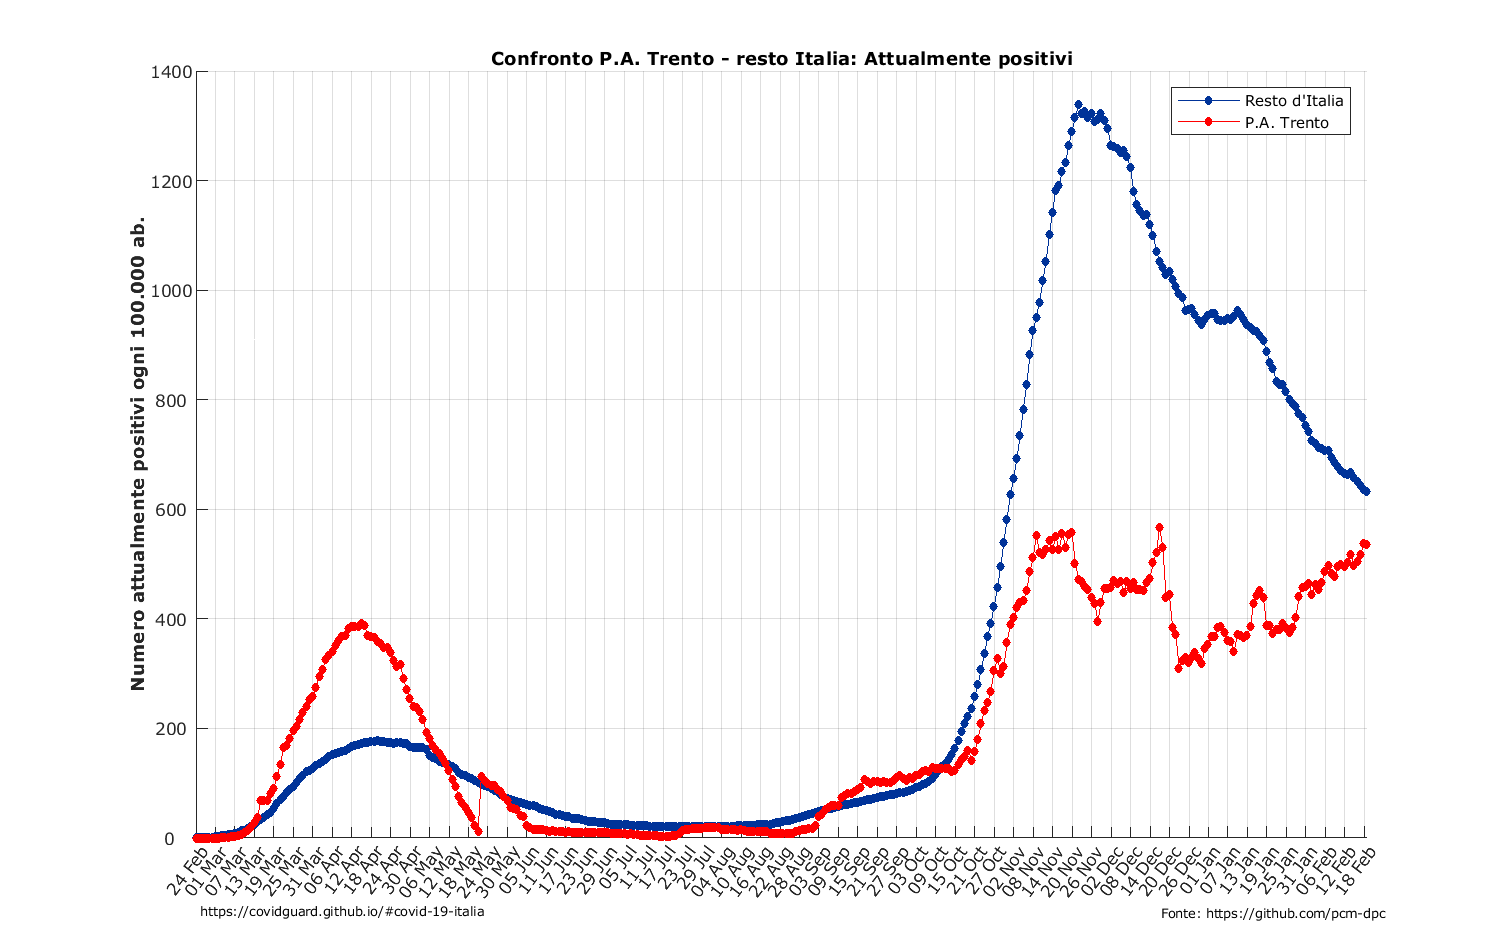 Confronto P.A. Trento - resto Italia: Attualmente positivi
Numero attualmente positivi ogni 100.000 ab.
1400
1200
1000
800
600
400
200
0
Resto d'Italia
P.A. Trento
24 Feb
01 Mar
07 Mar
13 Mar
19 Mar
25 Mar
31 Mar
06 Apr
12 Apr
18 Apr
24 Apr
30 Apr
06 May
12 May
18 May
24 May
30 May
05 Jun
11 Jun
17 Jun
23 Jun
29 Jun
05 Jul
11 Jul
17 Jul
23 Jul
29 Jul
04 Aug
10 Aug
16 Aug
22 Aug
28 Aug
03 Sep
09 Sep
15 Sep
21 Sep
27 Sep
03 Oct
09 Oct
15 Oct
21 Oct
27 Oct
02 Nov
08 Nov
14 Nov
20 Nov
26 Nov
02 Dec
08 Dec
14 Dec
20 Dec
26 Dec
01 Jan
07 Jan
13 Jan
19 Jan
25 Jan
31 Jan
06 Feb
12 Feb
18 Feb
https://covidguard.github.io/#covid-19-italia
Fonte: https://github.com/pcm-dpc